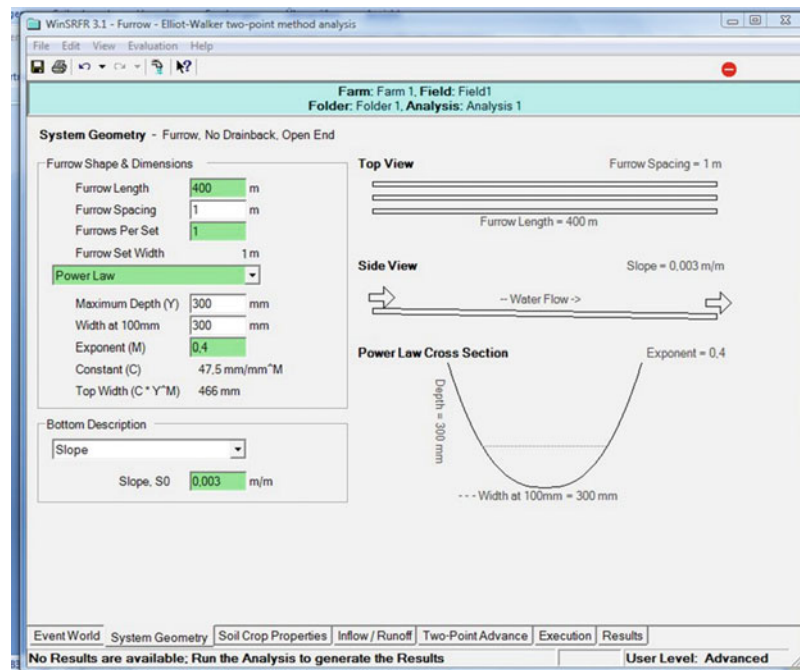 WinSRFR 3.1 - Furrow - Elliot-Walker two-point method analysis
File Edit View Evaluation Help
Farm: Farm 1, Field: Field1
Folder: Folder 1, Analysis: Analysis 1
System Geometry - Furrow, No Drainback, Open End
Furrow Shape & Dimensions
Furrow Length 400 m
Furrow Spacing 1 m
Furrows Per Set 1
Furrow Set Width 1 m
Power Law
Maximum Depth (Y) 300 mm
Width at 100mm 300 mm
Exponent (M) 0,4
Constant (C) 47,5 mm/mm^M
Top Width (C * Y^M) 466 mm
Bottom Description
Slope
Slope, S0 0,003 m/m
Top View Furrow Spacing = 1 m
Furrow Length = 400 m
Side View Slope = 0,003 m/m
-- Water Flow ->
Power Law Cross Section Exponent = 0,4
Depth = 300 mm
--- Width at 100mm = 300 mm
Event World System Geometry Soil Crop Properties Inflow / Runoff Two-Point Advance Execution Results
No Results are available; Run the Analysis to generate the Results User Level: Advanced